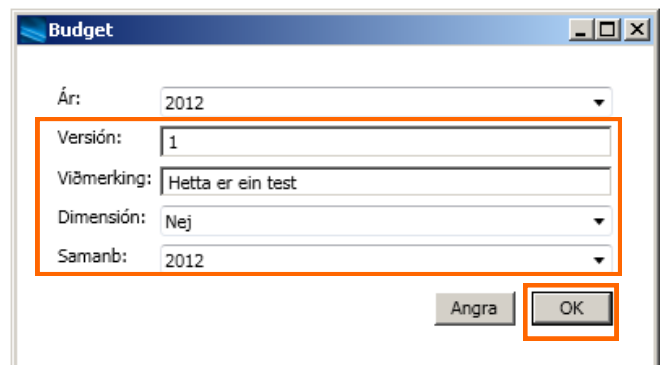 Budget
Ár: 2012
Versión: 1
Viðmerking: Hetta er ein test
Dimensión: Nej
Samanb: 2012
Angra OK